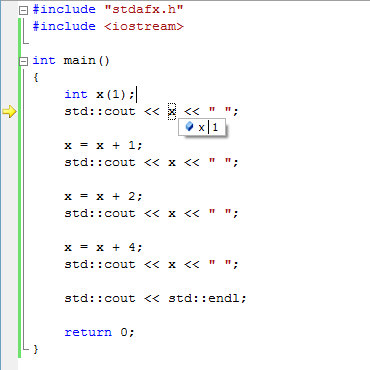 #include "stdafx.h"
#include <iostream>
int main()
{
int x(1);
std::cout << x << " ";
x 1
x = x + 1;
std::cout << x << " ";
x = x + 2;
std::cout << x << " ";
x = x + 4;
std::cout << x << " ";
std::cout << std::endl;
return 0;
}